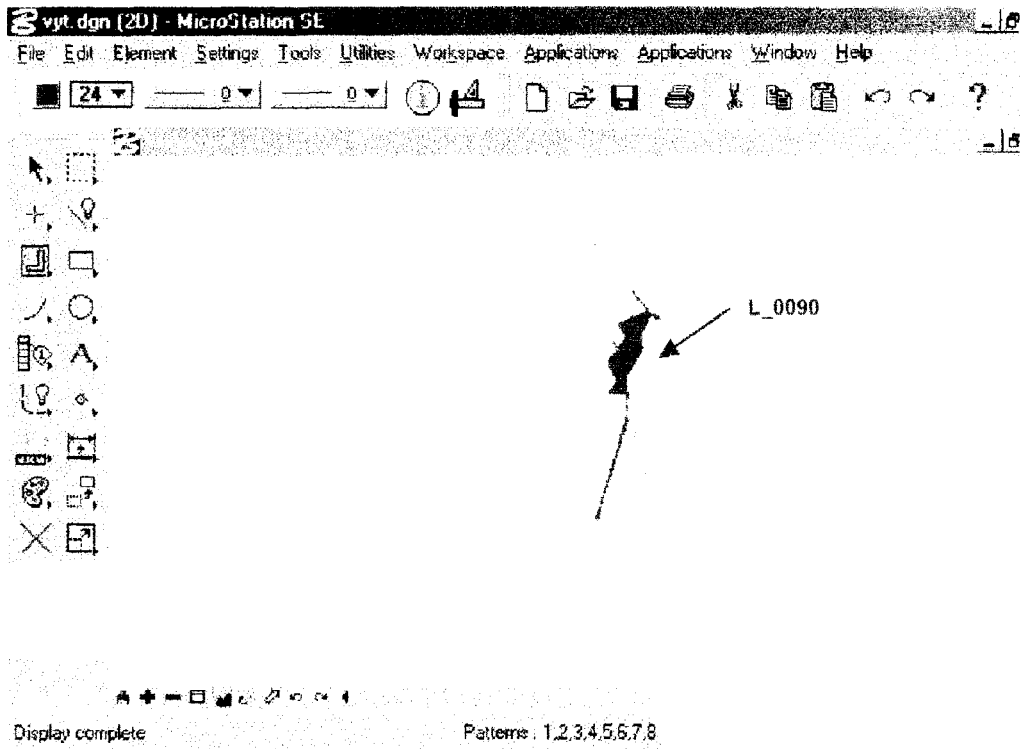 vyt.dgn (2D) - MicroStation SE
File Edit Element Settings Tools Utilities Workspace Applications Applications Window Help
24 0 0 ?
L_0090
A
Display complete Patterns : 1,2,3,4,5,6,7,8